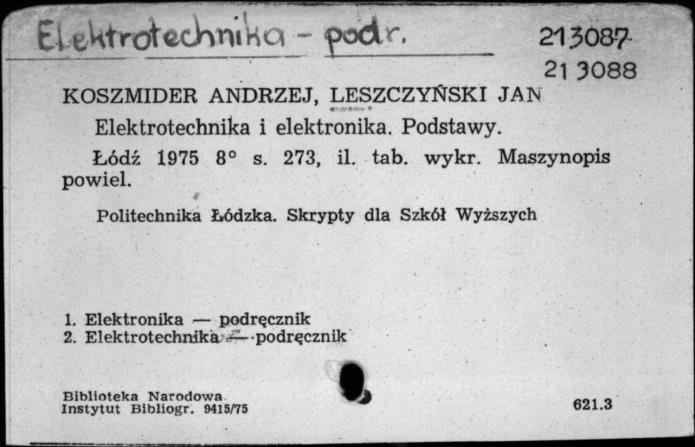 Elektrotechnika - podr.
213087
213088
KOSZMIDER ANDRZEJ, LESZCZYŃSKI JAN
Elektrotechnika i elektronika. Podstawy.
Łódź 1975 8° s. 273, il. tab. wykr. Maszynopis
powiel.
Politechnika Łódzka. Skrypty dla Szkół Wyższych
1. Elektronika — podręcznik
2. Elektrotechnika — podręcznik
Biblioteka Narodowa
Instytut Bibliogr. 9415/75
621.3